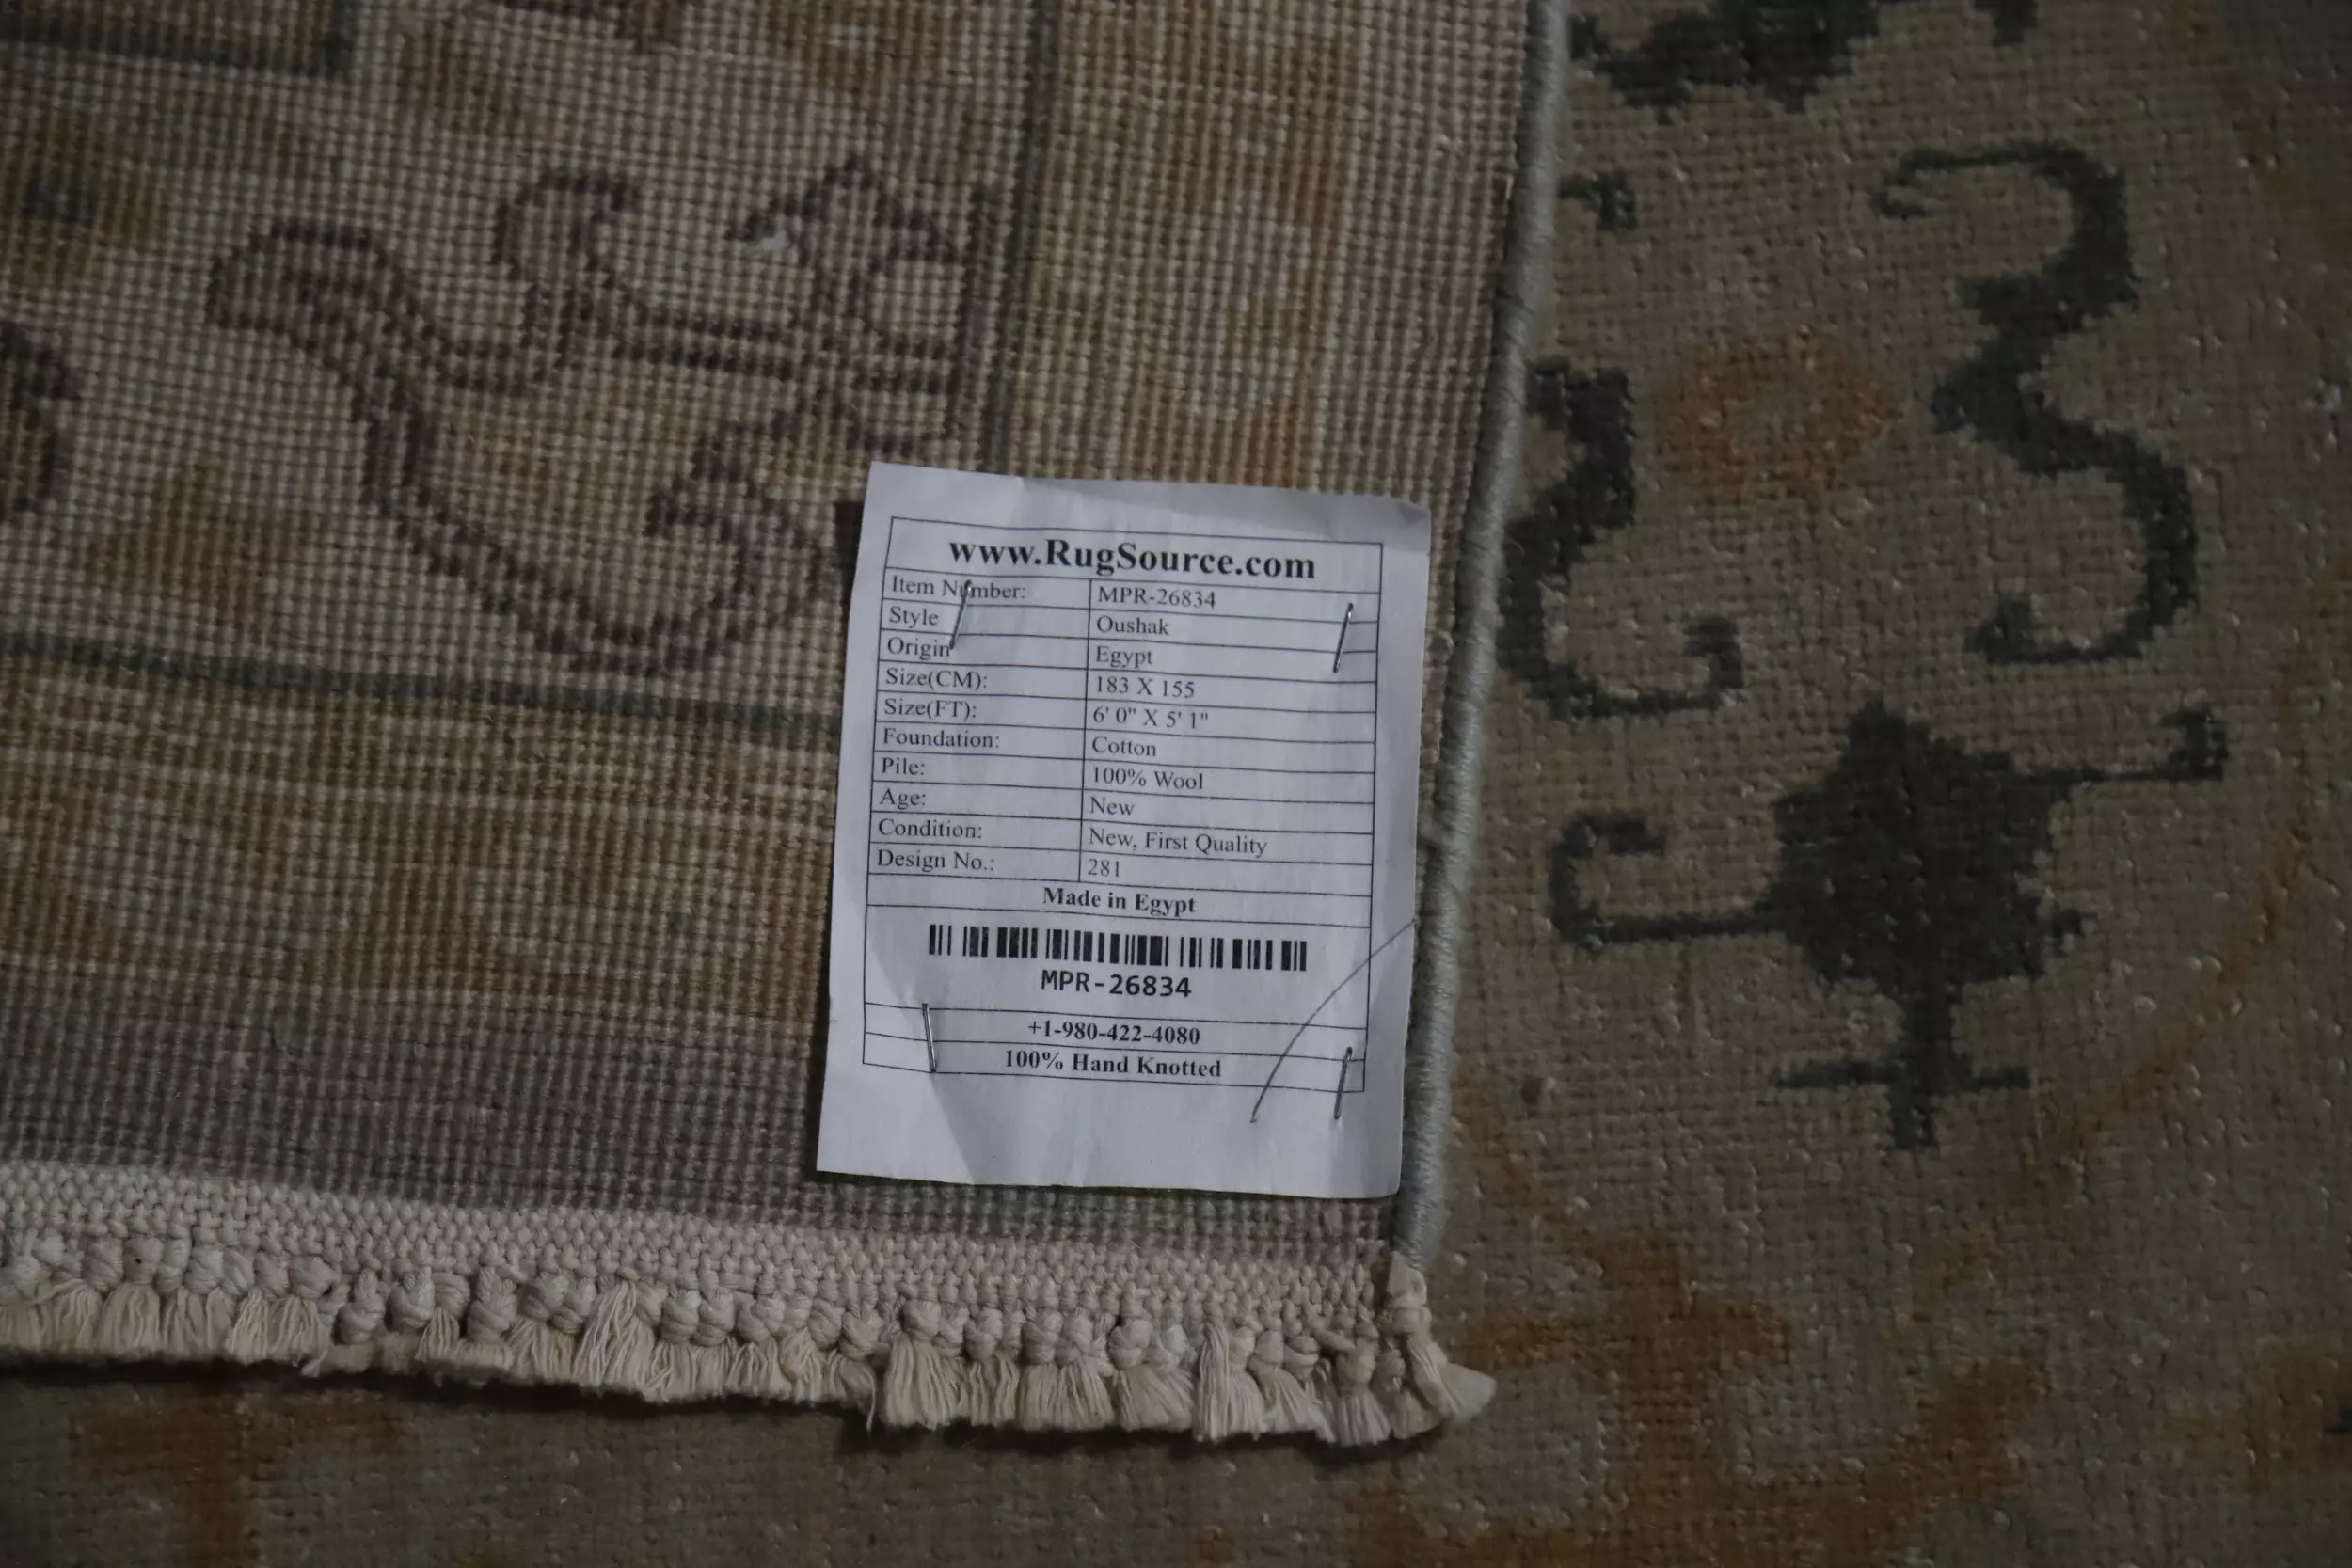 www.RugSource.com
Item Number: MPR-26834
Style Oushak
Origin Egypt
Size(CM): 183 X 155
Size(FT): 6' 0" X 5' 1"
Foundation: Cotton
Pile: 100% Wool
Age: New
Condition: New, First Quality
Design No.: 281
Made in Egypt
MPR-26834
+1-980-422-4080
100% Hand Knotted